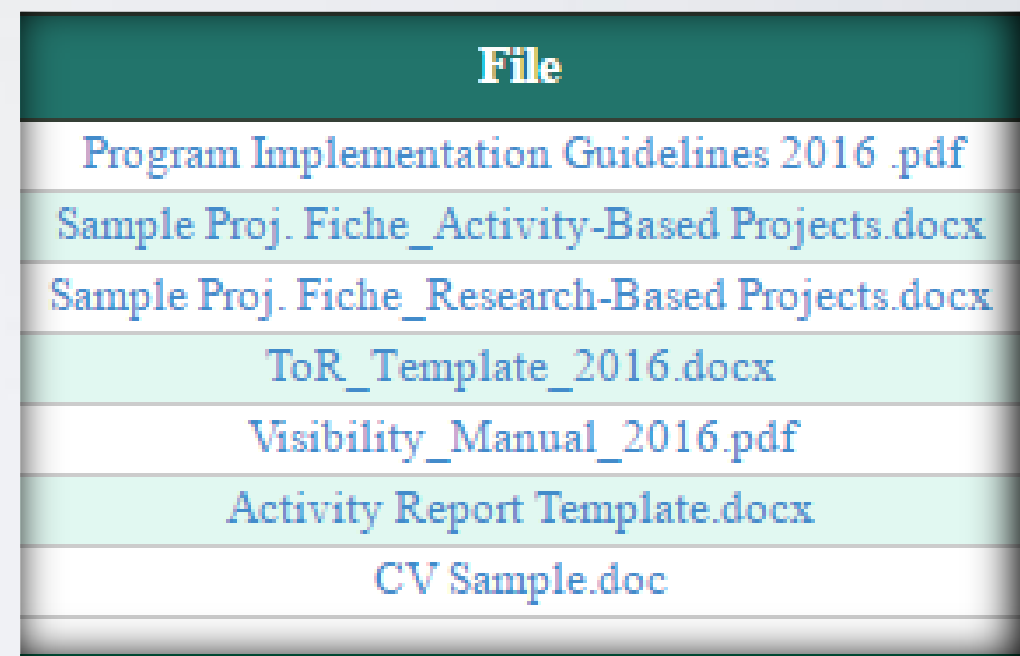 File
Program Implementation Guidelines 2016 .pdf
Sample Proj. Fiche_Activity-Based Projects.docx
Sample Proj. Fiche_Research-Based Projects.docx
ToR_Template_2016.docx
Visibility_Manual_2016.pdf
Activity Report Template.docx
CV Sample.doc